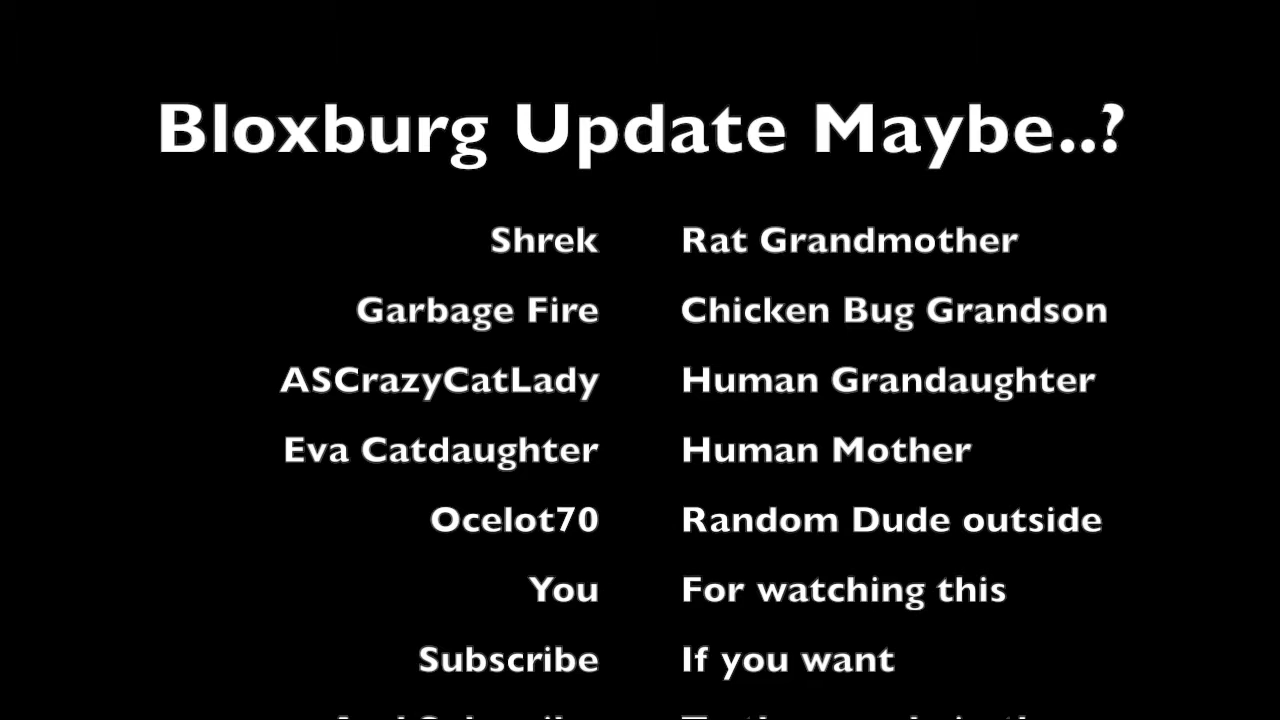 Bloxburg Update Maybe..?
Shrek Rat Grandmother
Garbage Fire Chicken Bug Grandson
ASCrazyCatLady Human Grandaughter
Eva Catdaughter Human Mother
Ocelot70 Random Dude outside
You For watching this
Subscribe If you want